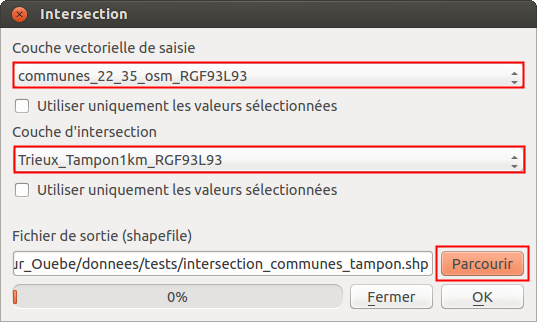 Intersection
Couche vectorielle de saisie
communes_22_35_osm_RGF93L93
Utiliser uniquement les valeurs sélectionnées
Couche d'intersection
Trieux_Tampon1km_RGF93L93
Utiliser uniquement les valeurs sélectionnées
Fichier de sortie (shapefile)
ur_Ouebe/donnees/tests/intersection_communes_tampon.shp Parcourir
0% Fermer OK